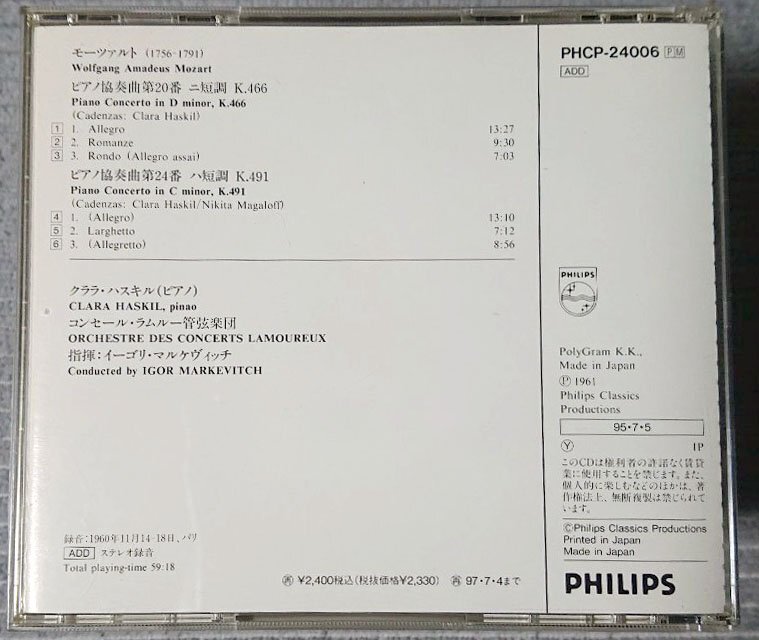 モーツァルト (1756-1791)
Wolfgang Amadeus Mozart
ピアノ協奏曲第20番 ニ短調 K.466
Piano Concerto in D minor, K.466
(Cadenzas: Clara Haskil)
1 1. Allegro 13:27
2 2. Romanze 9:30
3 3. Rondo (Allegro assai) 7:03
ピアノ協奏曲第24番 ハ短調 K.491
Piano Concerto in C minor, K.491
(Cadenzas: Clara Haskil/Nikita Magaloff)
4 1. (Allegro) 13:10
5 2. Larghetto 7:12
6 3. (Allegretto) 8:56
クララ・ハスキル(ピアノ)
CLARA HASKIL, pinao
コンセール・ラムルー管弦楽団
ORCHESTRE DES CONCERTS LAMOUREUX
指揮:イーゴリ・マルケヴィッチ
Conducted by IGOR MARKEVITCH
録音:1960年11月14-18日、パリ
ADD ステレオ録音
Total playing-time 59:18
再 ¥2,400税込(税抜価格¥2,330) 再 97・7・4まで
PHCP-24006 PM
ADD
PHILIPS
PolyGram K.K.,
Made in Japan
Ⓟ 1961
Philips Classics
Productions
95・7・5
Ⓨ IP
このCDは権利者の許諾なく賃貸
業に使用することを禁じます。また、
個人的に楽しむなどのほかは、著
作権法上、無断複製は禁じられて
います。
©Philips Classics Productions
Printed in Japan
Made in Japan
PHILIPS